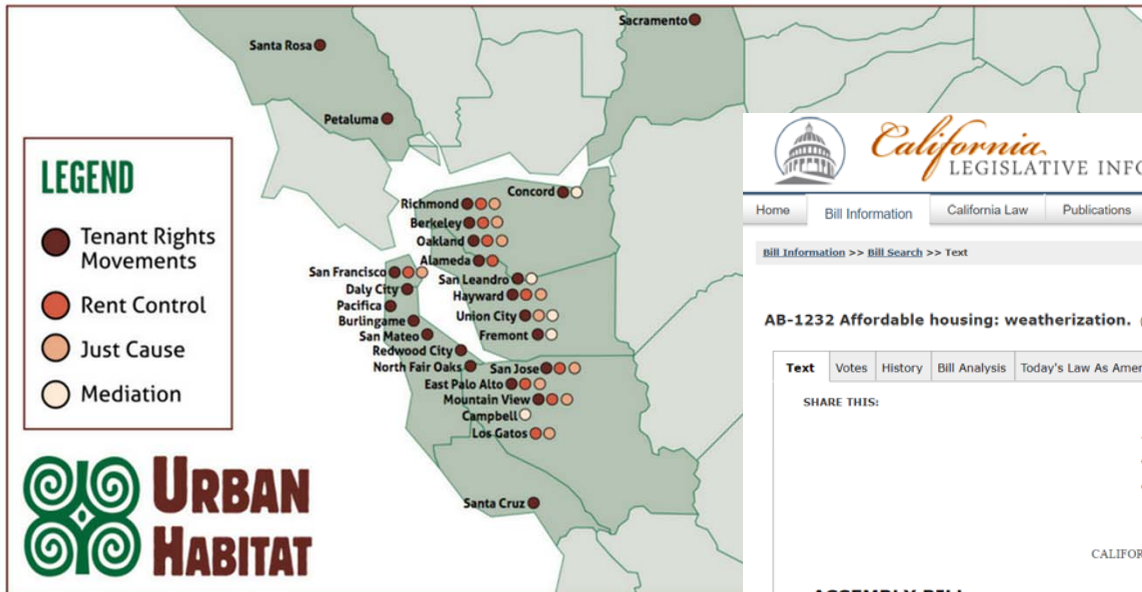 Sacramento
Santa Rosa
Petaluma
LEGEND
Tenant Rights
Movements
Rent Control
Just Cause
Mediation
Concord
Richmond
Berkeley
Oakland
Alameda
San Francisco
San Leandro
Daly City
Hayward
Pacifica
Union City
Burlingame
San Mateo
Fremont
Redwood City
North Fair Oaks
San Jose
East Palo Alto
Mountain View
Campbell
Los Gatos
Santa Cruz
URBAN
HABITAT
California
LEGISLATIVE INFO
Home Bill Information California Law Publications
Bill Information >> Bill Search >> Text
AB-1232 Affordable housing: weatherization.
Text Votes History Bill Analysis Today's Law As Amen
SHARE THIS:
CALIFOR